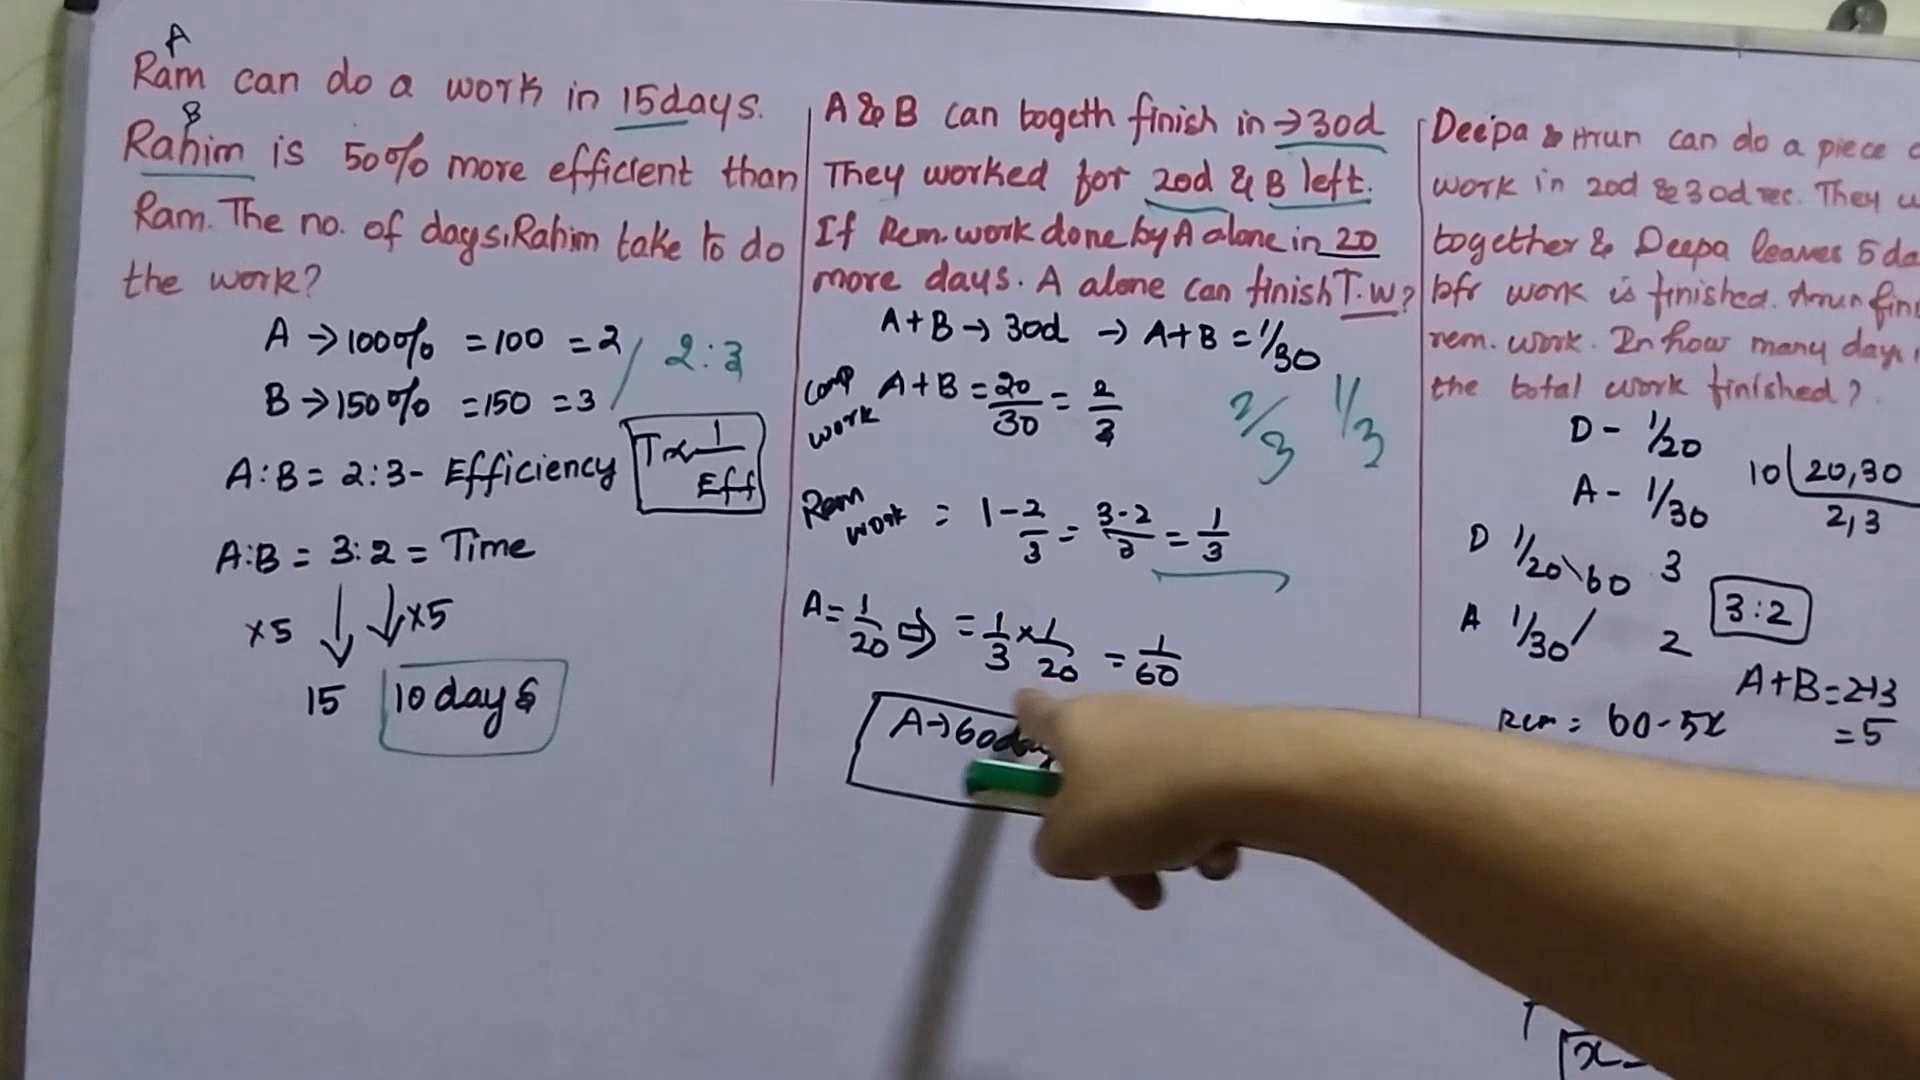 A
Ram can do a work in 15days.
B
Rahim is 50% more efficient than
Ram. The no. of days, Rahim take to do
the work?
A → 100% = 100 = 2
B → 150% = 150 = 3
2:3
A:B = 2:3 - Efficiency
T ∝ 1/Eff
A:B = 3:2 = Time
×5 ×5
15 10 days
A & B can togeth finish in → 30d
They worked for 20d & B left.
If Rem. work done by A alone in 20
more days. A alone can finish T.W?
A+B → 30d → A+B = 1/30
comp work A+B = 20/30 = 2/3
2/3 1/3
Rem work = 1 - 2/3 = 3-2/3 = 1/3
A = 1/20 ⇒ = 1/3 × 1/20 = 1/60
A → 60
Deepa & Arun can do a piece
work in 20d & 30d rec. They
together & Deepa leaves 5 da
bfr work is finished. Arun fin
rem. work. In how many day
the total work finished?
D - 1/20
A - 1/30
10 20,30
2,3
D 1/20 60 3
A 1/30 2
3:2
A+B = 2+3
= 5
Rem = 60 - 5x
x -